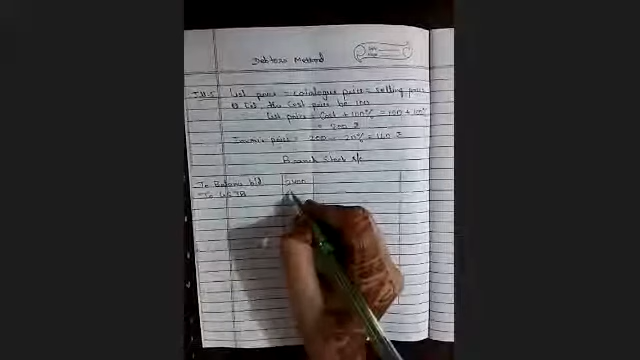 Debtors Method
Ill-5 List price = catalogue price = selling price
Let the Cost price be 100
List price = Cost + 100% = 100 + 100%
= 200 ₹
Invoice price = 200 - 20% = 160 ₹
Branch Stock A/c
To Balance b/d 2400